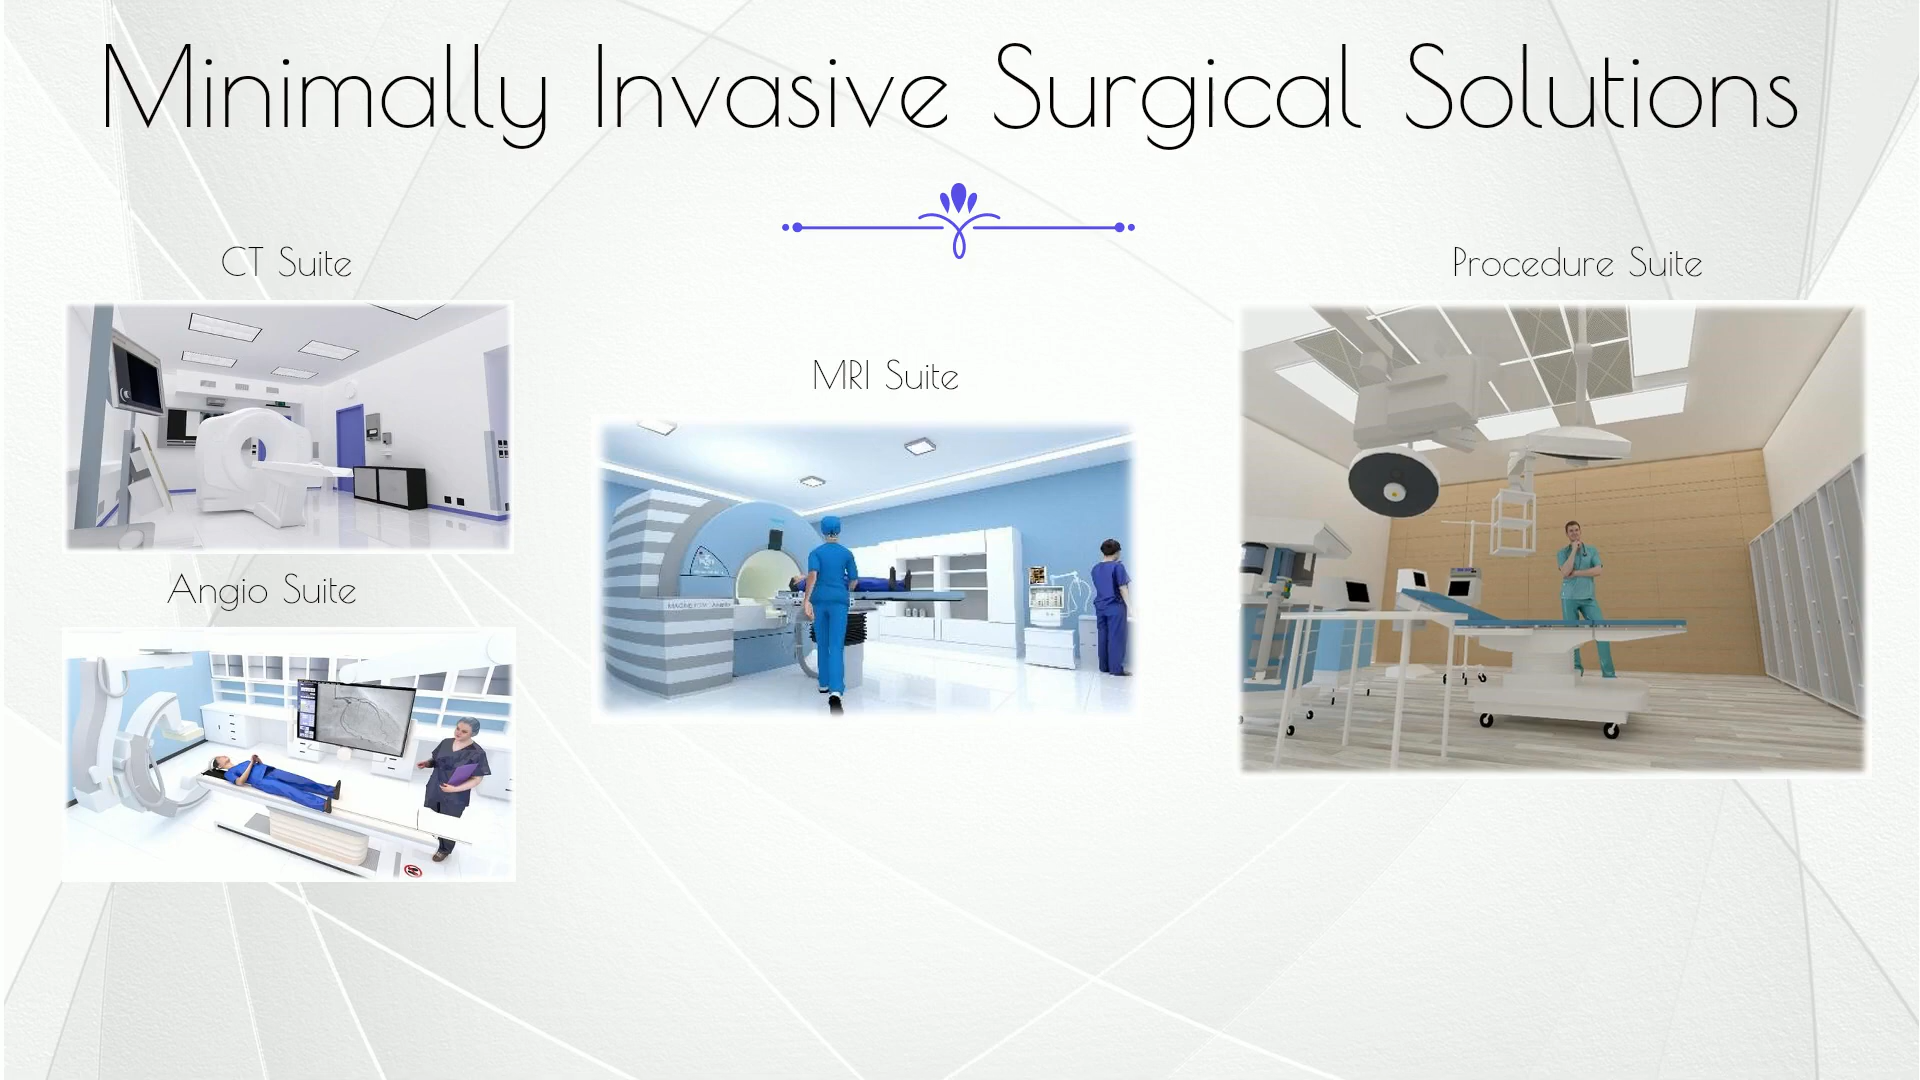 Minimally Invasive Surgical Solutions
CT Suite
Procedure Suite
MRI Suite
Angio Suite